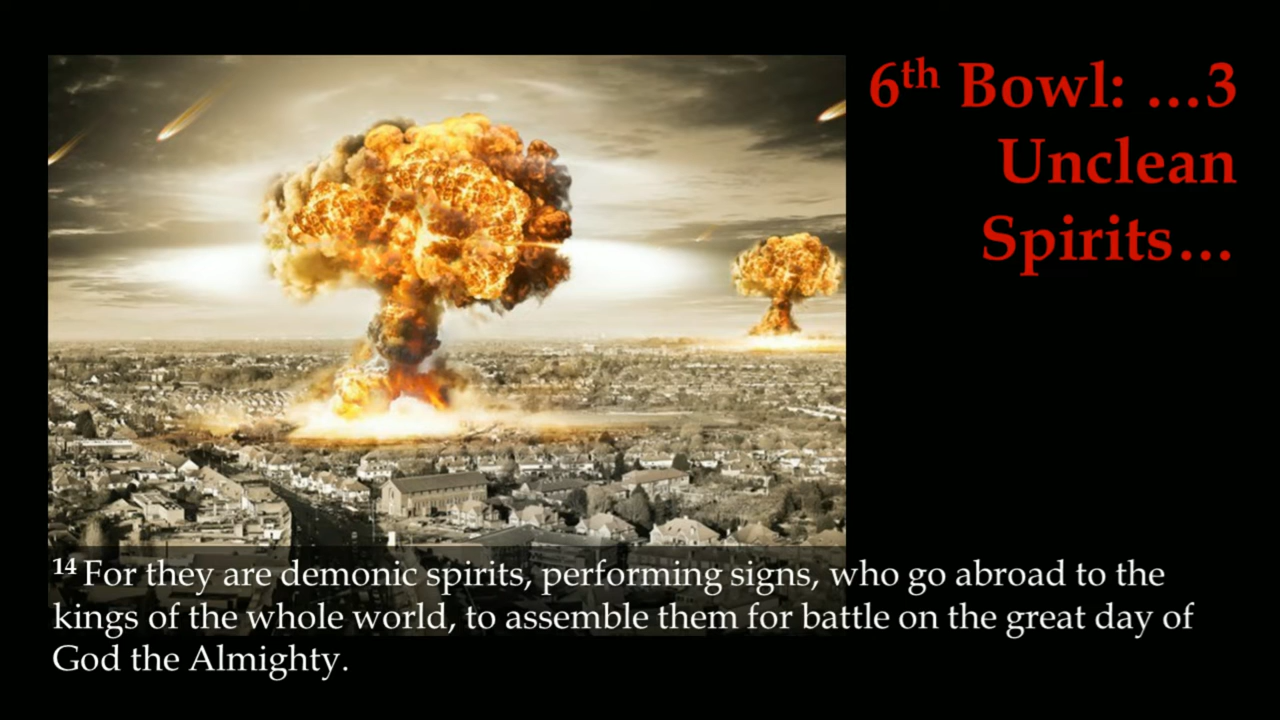 6th Bowl: …3
Unclean
Spirits…
14 For they are demonic spirits, performing signs, who go abroad to the
kings of the whole world, to assemble them for battle on the great day of
God the Almighty.